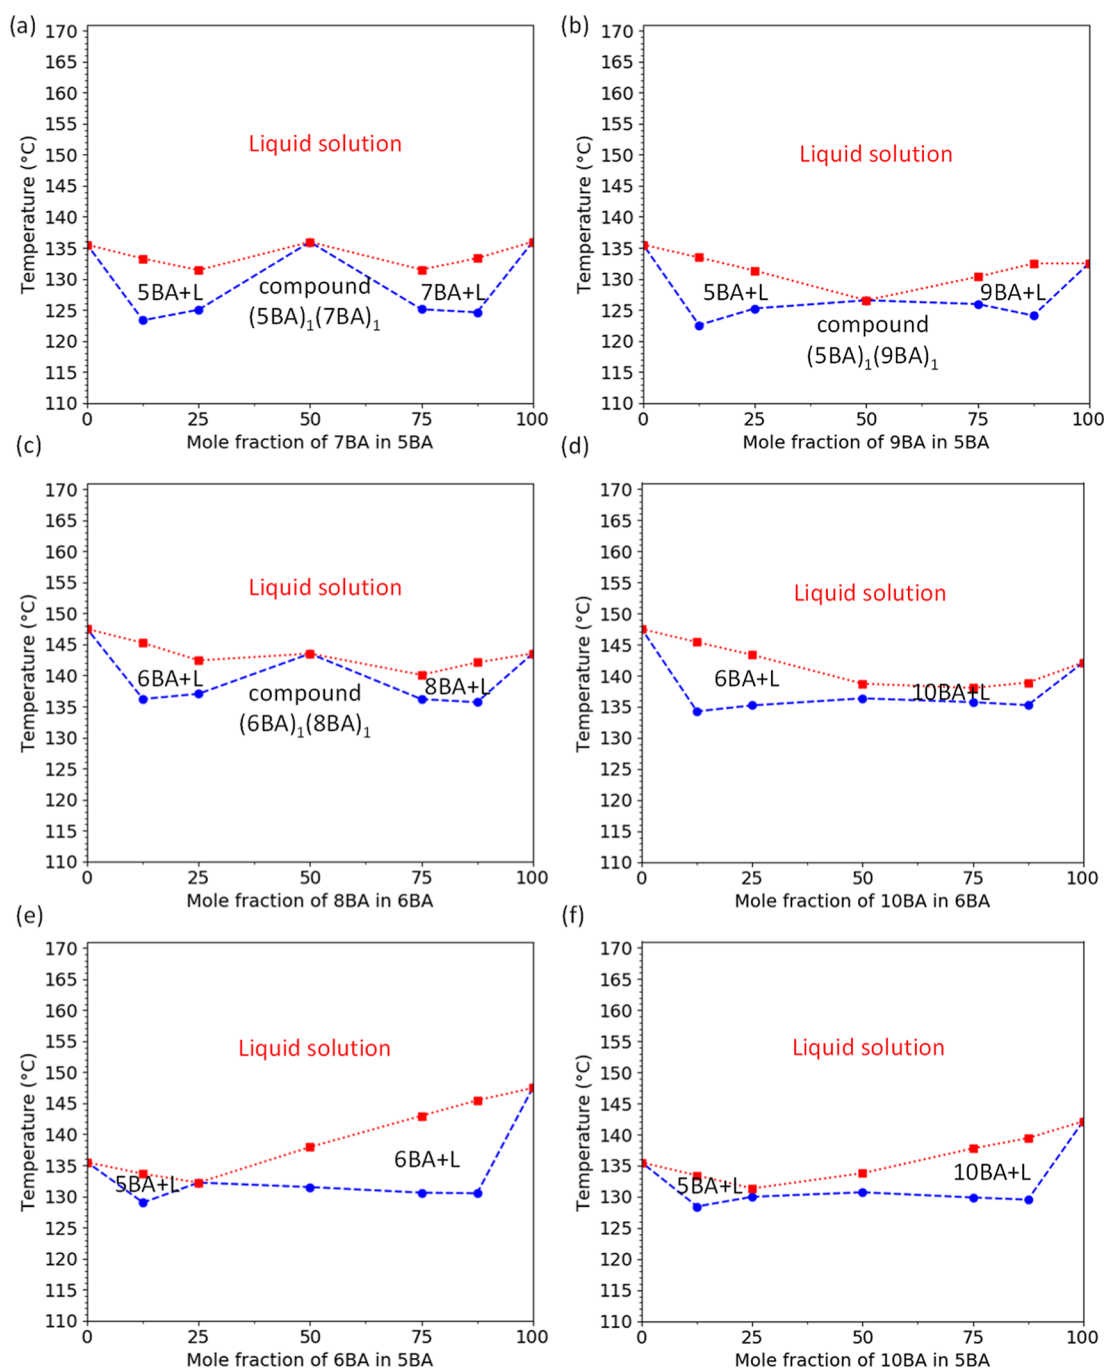 (a)
170
165
160
155
150
145
140
135
130
125
120
115
110
Temperature (°C)
Liquid solution
5BA+L
compound
(5BA)₁(7BA)₁
7BA+L
0 25 50 75 100
Mole fraction of 7BA in 5BA
(b)
170
165
160
155
150
145
140
135
130
125
120
115
110
Temperature (°C)
Liquid solution
5BA+L
9BA+L
compound
(5BA)₁(9BA)₁
0 25 50 75 100
Mole fraction of 9BA in 5BA
(c)
170
165
160
155
150
145
140
135
130
125
120
115
110
Temperature (°C)
Liquid solution
6BA+L
compound
(6BA)₁(8BA)₁
8BA+L
0 25 50 75 100
Mole fraction of 8BA in 6BA
(d)
170
165
160
155
150
145
140
135
130
125
120
115
110
Temperature (°C)
Liquid solution
6BA+L
10BA+L
0 25 50 75 100
Mole fraction of 10BA in 6BA
(e)
170
165
160
155
150
145
140
135
130
125
120
115
110
Temperature (°C)
Liquid solution
5BA+L
6BA+L
0 25 50 75 100
Mole fraction of 6BA in 5BA
(f)
170
165
160
155
150
145
140
135
130
125
120
115
110
Temperature (°C)
Liquid solution
5BA+L
10BA+L
0 25 50 75 100
Mole fraction of 10BA in 5BA